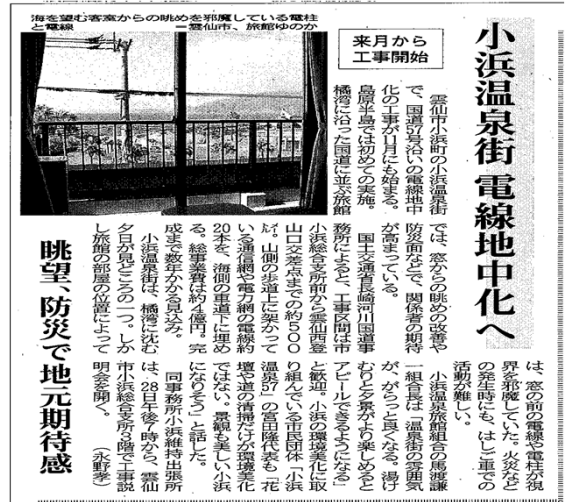 小浜温泉街 電線地中化へ
来月から
工事開始
海を望む客室からの眺めを邪魔している電柱
と電線　＝雲仙市、旅館ゆのか
眺望、防災で地元期待感
雲仙市小浜町の小浜温泉街
で、国道57号沿いの電線地中
化の工事が11月にも始まる。
島原半島では初めての実施。
橘湾に沿った国道に並ぶ旅館
では、窓からの眺めの改善や
防災面などで、関係者の期待
が高まっている。
国土交通省長崎河川国道事
務所によると、工事区間は市
小浜総合支所前から雲仙西登
山口交差点までの約500
㍍。山側の歩道上に架かって
いる通信網や電力網の電線約
20本を、海側の車道下に埋め
る。総事業費は約4億円。完
成まで数年かかる見込み。
小浜温泉街は、橘湾に沈む
夕日が見どころの一つ。しか
し旅館の部屋の位置によって
は、窓の前の電線や電柱が視
界を邪魔していた。火災など
の発生時にも、はしご車での
活動が難しい。
小浜温泉旅館組合の馬渡謙
一組合長は「温泉街の雰囲気
が、がらっと良くなる。湯け
むりと夕景がより楽しめると
アピールできるようになる」
と歓迎。小浜の環境美化に取
り組んでいる市民団体「小浜
温泉57」の宮田隆代表も「花
壇や道の清掃だけが環境美化
ではない。景観も美しい小浜
になりそう」と話した。
同事務所小浜維持出張所
は、28日午後7時から、雲仙
市小浜総合支所3階で工事説
明会を開く。（永野孝）